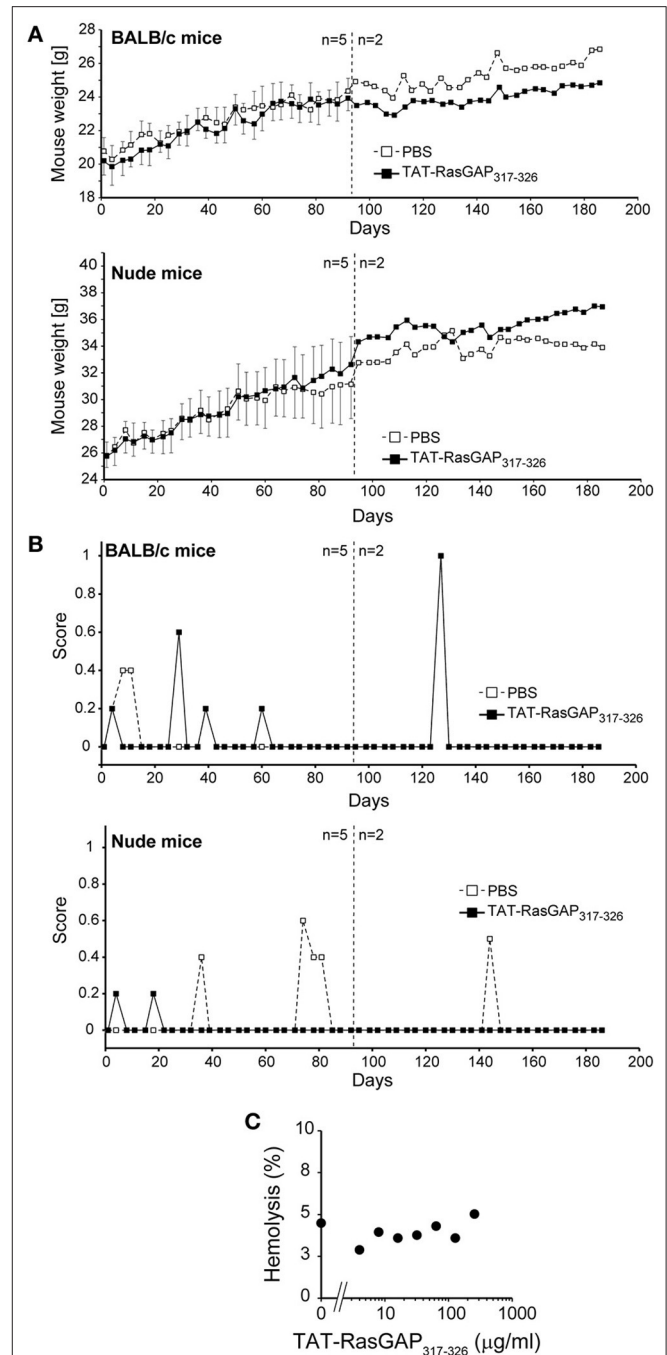 A
BALB/c mice
n=5 n=2
Mouse weight [g]
28
26
24
22
20
18
PBS
TAT-RasGAP317-326
0 20 40 60 80 100 120 140 160 180 200
Days
Nude mice
n=5 n=2
Mouse weight [g]
40
38
36
34
32
30
28
26
24
PBS
TAT-RasGAP317-326
0 20 40 60 80 100 120 140 160 180 200
Days
B
BALB/c mice
n=5 n=2
Score
1
0.8
0.6
0.4
0.2
0
PBS
TAT-RasGAP317-326
0 20 40 60 80 100 120 140 160 180 200
Days
Nude mice
n=5 n=2
Score
1
0.8
0.6
0.4
0.2
0
PBS
TAT-RasGAP317-326
0 20 40 60 80 100 120 140 160 180 200
Days
C
Hemolysis (%)
10
8
5
3
0
0 10 100 1000
TAT-RasGAP317-326 (μg/ml)